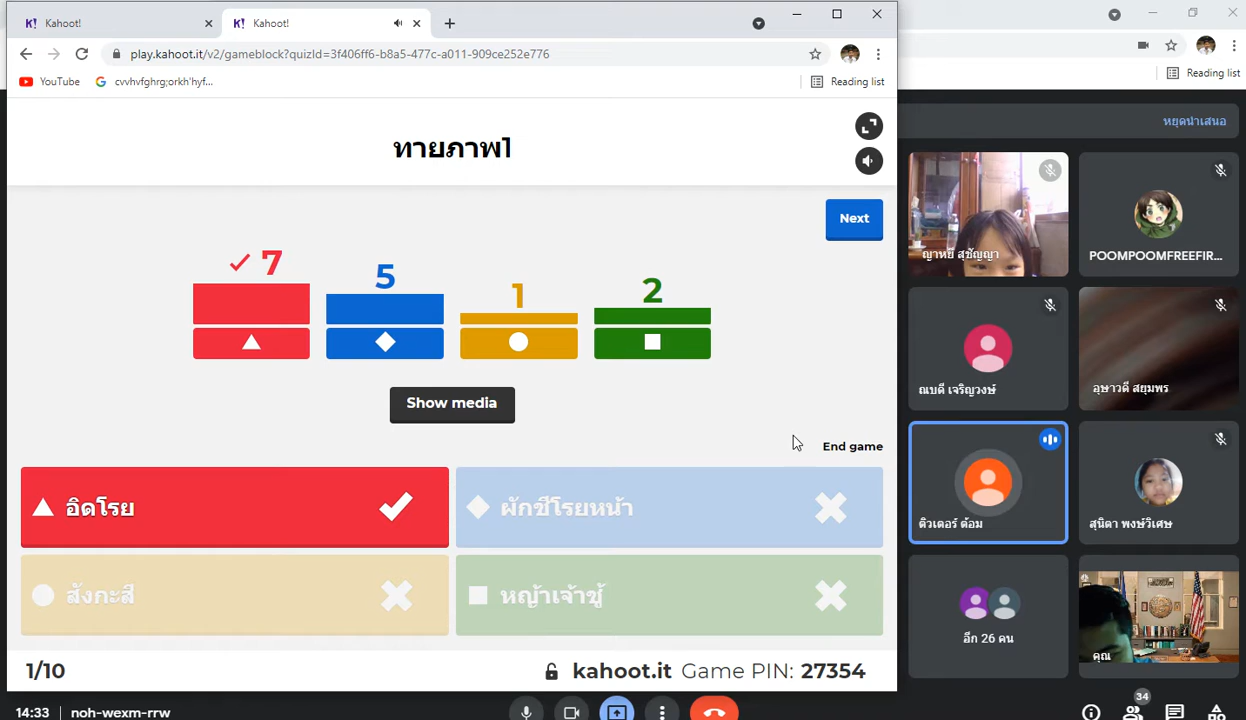 Kahoot!
Kahoot!
play.kahoot.it/v2/gameblock?quizId=3f406ff6-b8a5-477c-a011-909ce252e776
YouTube
cvvhvfghrg;orkh'hyf...
Reading list
Reading list
ทายภาพ1
หยุดนำเสนอ
Next
7
5
1
2
Show media
End game
อิดโรย
ผักชีโรยหน้า
สังกะสี
หญ้าเจ้าชู้
1/10
kahoot.it Game PIN: 27354
ญาหยี สุชัญญา
POOMPOOMFREEFIR...
ณบดี เจริญวงษ์
อุษาวดี สยุมพร
ติวเตอร์ ต้อม
สุนิตา พงษ์วิเศษ
อีก 26 คน
คุณ
14:33 | noh-wexm-rrw
34